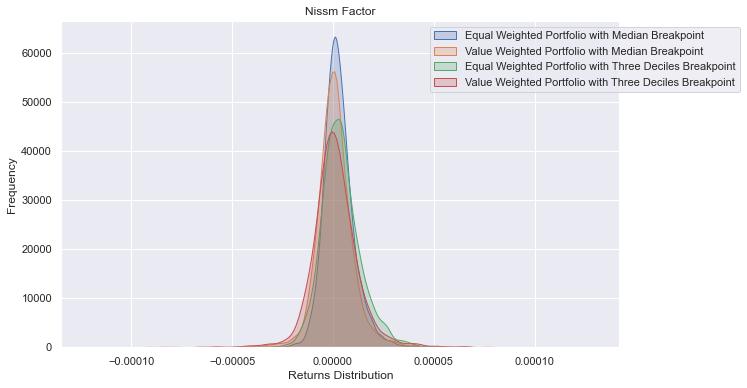 Nissm Factor
Equal Weighted Portfolio with Median Breakpoint
Value Weighted Portfolio with Median Breakpoint
Equal Weighted Portfolio with Three Deciles Breakpoint
Value Weighted Portfolio with Three Deciles Breakpoint
60000
50000
40000
30000
20000
10000
0
Frequency
−0.00010 −0.00005 0.00000 0.00005 0.00010
Returns Distribution